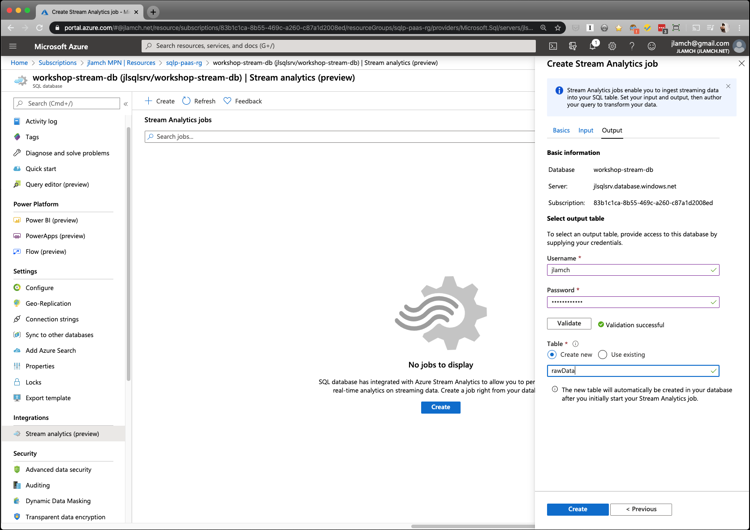 Create Stream Analytics job - M
portal.azure.com/#@jlamch.net/resource/subscriptions/83b1c1ca-8b55-469c-a260-c87a1d2008ed/resourceGroups/sqlp-paas-rg/providers/Microsoft.Sql/servers/jls...
Microsoft Azure
Search resources, services, and docs (G+/)
jlamch@gmail.com
JLAMCH (JLAMCH.NET)
Home > Subscriptions > jlamch MPN | Resources > sqlp-paas-rg > workshop-stream-db (jlsqlsrv/workshop-stream-db) | Stream analytics (preview)
workshop-stream-db (jlsqlsrv/workshop-stream-db) | Stream analytics (preview)
SQL database
Search (Cmd+/)
Activity log
Tags
Diagnose and solve problems
Quick start
Query editor (preview)
Power Platform
Power BI (preview)
PowerApps (preview)
Flow (preview)
Settings
Configure
Geo-Replication
Connection strings
Sync to other databases
Add Azure Search
Properties
Locks
Export template
Integrations
Stream analytics (preview)
Security
Advanced data security
Auditing
Dynamic Data Masking
Transparent data encryption
Create
Refresh
Feedback
Stream Analytics jobs
Search jobs...
No jobs to display
SQL database has integrated with Azure Stream Analytics to allow you to pe
real-time analytics on streaming data. Create a job right from your datab
Create
Create Stream Analytics job
Stream Analytics jobs enable you to ingest streaming data
into your SQL table. Set your input and output, then author
your query to transform your data.
Basics Input Output
Basic information
Database workshop-stream-db
Server: jlsqlsrv.database.windows.net
Subscription: 83b1c1ca-8b55-469c-a260-c87a1d2008ed
Select output table
To select an output table, provide access to this database by
supplying your credentials.
Username *
jlamch
Password *
••••••••••••
Validate
Validation successful
Table *
Create new Use existing
rawData
The new table will automatically be created in your database
after you initially start your Stream Analytics job.
Create
< Previous